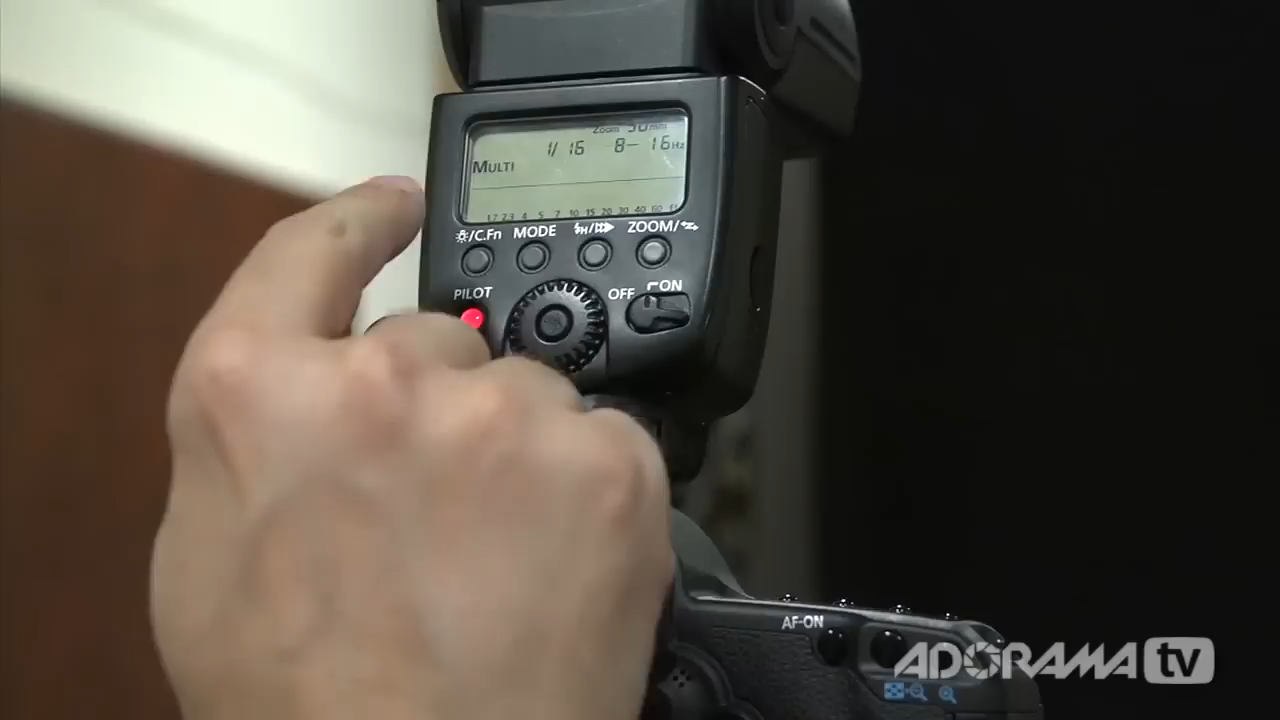 Zoom 50mm
1/16 8– 16Hz
MULTI
1.7 2.3 4 5 7 10 15 20 30 40 60 ft
/C.Fn MODE H/ ZOOM/
PILOT OFF ON
AF-ON
ADORAMA tv